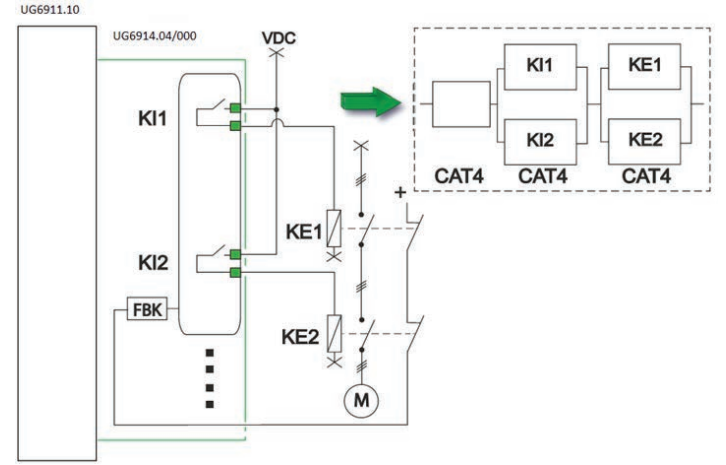 UG6911.10
UG6914.04/000
VDC
KI1
KE1
KI2
KE2
CAT4
CAT4
CAT4
KI1
+
KE1
KI2
FBK
KE2
M